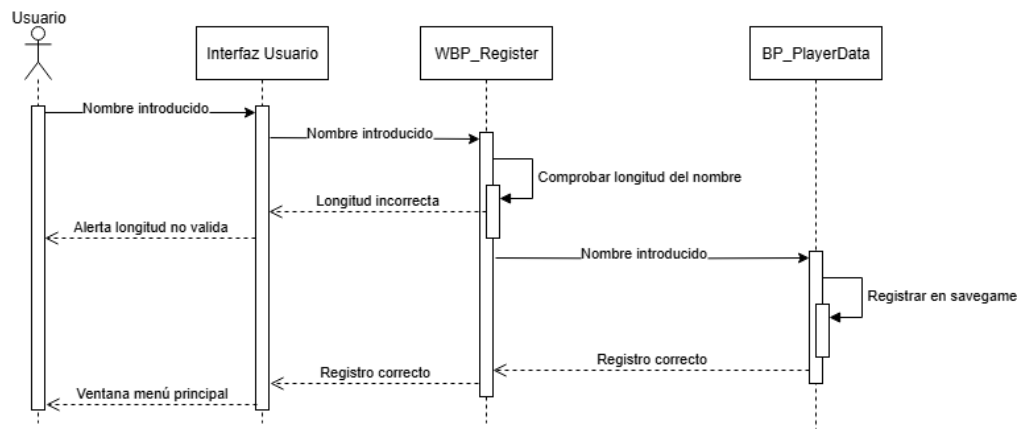 Usuario
Interfaz Usuario
WBP_Register
BP_PlayerData
Nombre introducido
Nombre introducido
Comprobar longitud del nombre
Longitud incorrecta
Alerta longitud no valida
Nombre introducido
Registrar en savegame
Registro correcto
Registro correcto
Ventana menú principal